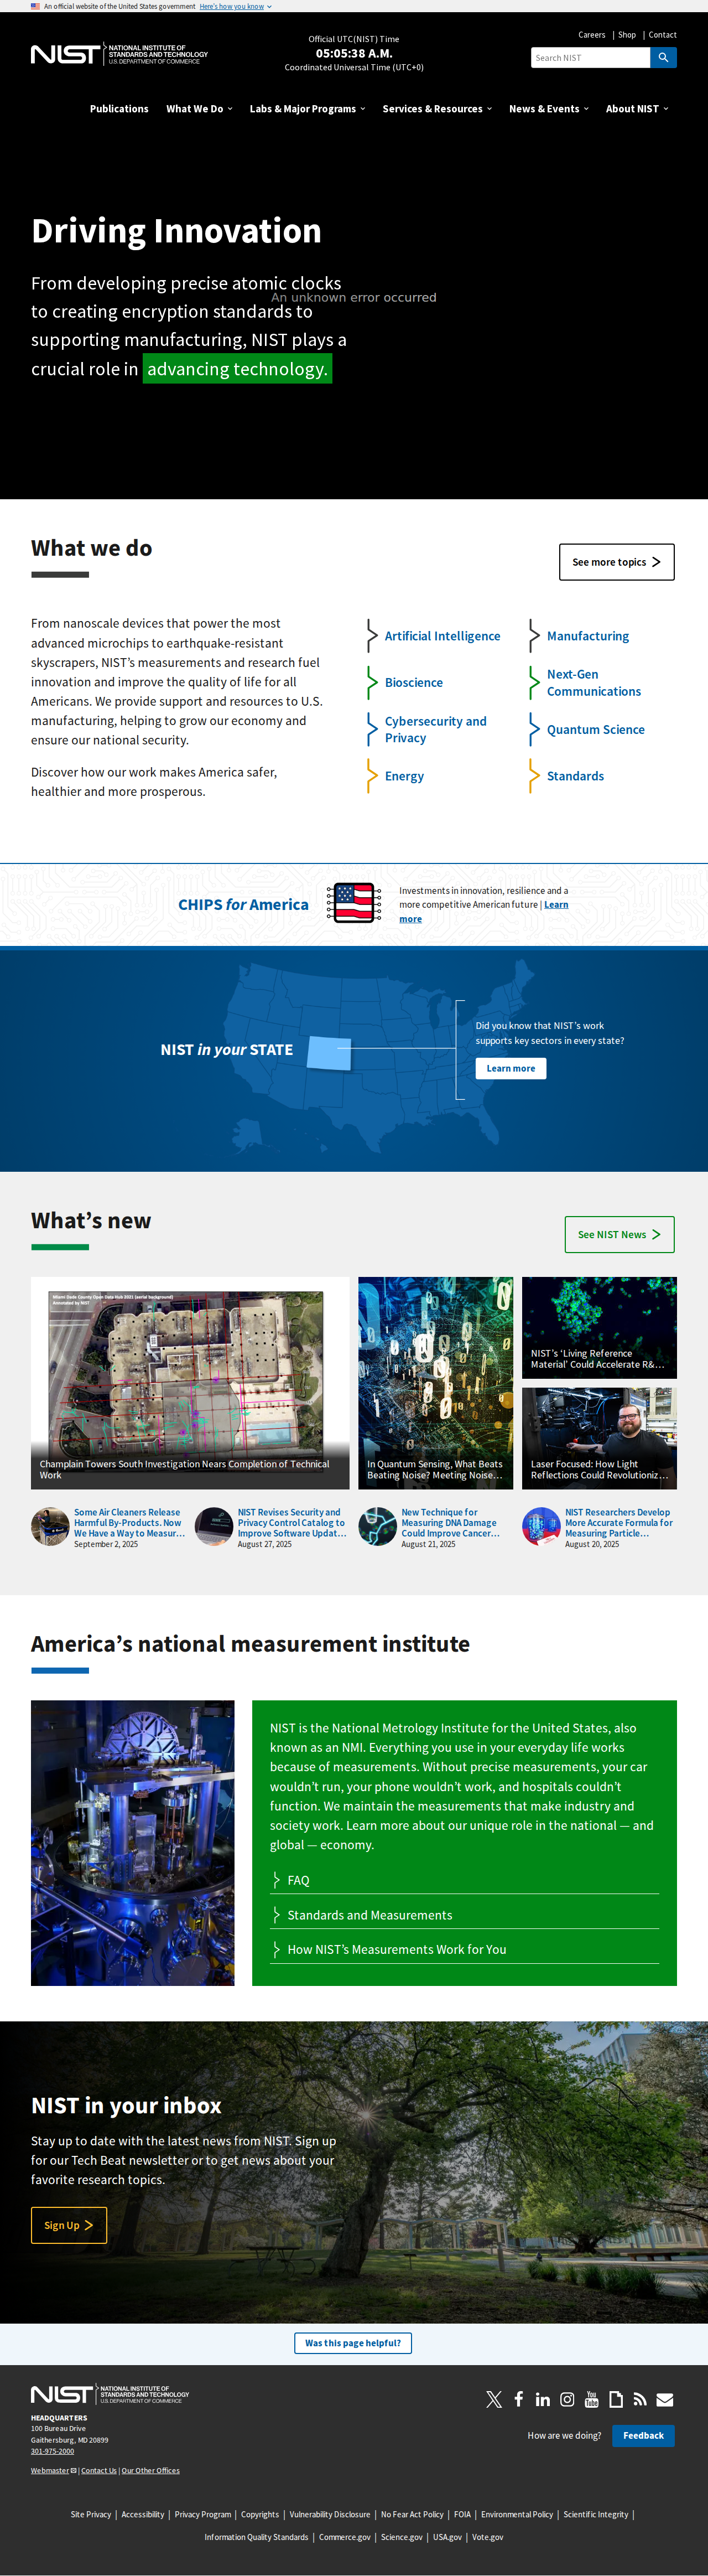 An official website of the United States government Here's how you know
NIST NATIONAL INSTITUTE OF
STANDARDS AND TECHNOLOGY
U.S. DEPARTMENT OF COMMERCE
Official UTC(NIST) Time
05:05:38 A.M.
Coordinated Universal Time (UTC+0)
Careers | Shop | Contact
Search NIST
Publications What We Do Labs & Major Programs Services & Resources News & Events About NIST
Driving Innovation
From developing precise atomic clocks
to creating encryption standards to
supporting manufacturing, NIST plays a
crucial role in advancing technology.
An unknown error occurred
What we do
See more topics
From nanoscale devices that power the most
advanced microchips to earthquake-resistant
skyscrapers, NIST’s measurements and research fuel
innovation and improve the quality of life for all
Americans. We provide support and resources to U.S.
manufacturing, helping to grow our economy and
ensure our national security.
Discover how our work makes America safer,
healthier and more prosperous.
Artificial Intelligence
Manufacturing
Bioscience
Next-Gen
Communications
Cybersecurity and
Privacy
Quantum Science
Energy
Standards
CHIPS for America
Investments in innovation, resilience and a
more competitive American future | Learn
more
NIST in your STATE
Did you know that NIST’s work
supports key sectors in every state?
Learn more
What’s new
See NIST News
Miami Dade County Open Data Hub 2021 (aerial background)
Annotated by NIST
Champlain Towers South Investigation Nears Completion of Technical
Work
In Quantum Sensing, What Beats
Beating Noise? Meeting Noise…
NIST’s ‘Living Reference
Material’ Could Accelerate R&…
Laser Focused: How Light
Reflections Could Revolutioniz…
Some Air Cleaners Release
Harmful By-Products. Now
We Have a Way to Measur…
September 2, 2025
NIST Revises Security and
Privacy Control Catalog to
Improve Software Updat…
August 27, 2025
New Technique for
Measuring DNA Damage
Could Improve Cancer…
August 21, 2025
NIST Researchers Develop
More Accurate Formula for
Measuring Particle…
August 20, 2025
America’s national measurement institute
NIST is the National Metrology Institute for the United States, also
known as an NMI. Everything you use in your everyday life works
because of measurements. Without precise measurements, your car
wouldn’t run, your phone wouldn’t work, and hospitals couldn’t
function. We maintain the measurements that make industry and
society work. Learn more about our unique role in the national — and
global — economy.
FAQ
Standards and Measurements
How NIST’s Measurements Work for You
NIST in your inbox
Stay up to date with the latest news from NIST. Sign up
for our Tech Beat newsletter or to get news about your
favorite research topics.
Sign Up
Was this page helpful?
NIST NATIONAL INSTITUTE OF
STANDARDS AND TECHNOLOGY
U.S. DEPARTMENT OF COMMERCE
You
Tube
HEADQUARTERS
100 Bureau Drive
Gaithersburg, MD 20899
301-975-2000
How are we doing? Feedback
Webmaster | Contact Us | Our Other Offices
Site Privacy | Accessibility | Privacy Program | Copyrights | Vulnerability Disclosure | No Fear Act Policy | FOIA | Environmental Policy | Scientific Integrity |
Information Quality Standards | Commerce.gov | Science.gov | USA.gov | Vote.gov